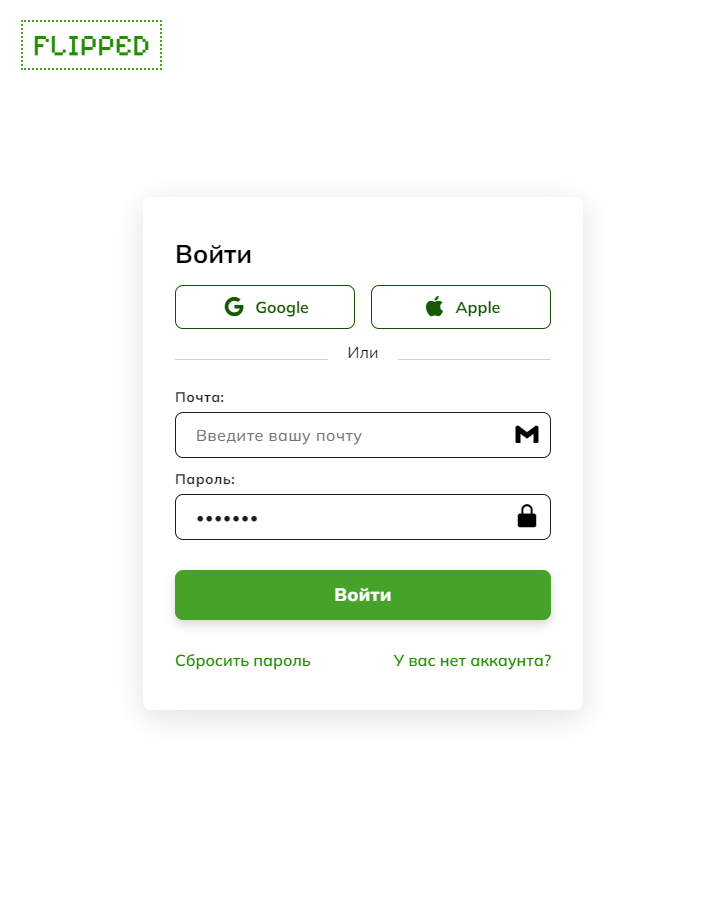 FLIPPED
Войти
Google
Apple
Или
Почта:
Введите вашу почту
Пароль:
•••••••
Войти
Сбросить пароль
У вас нет аккаунта?